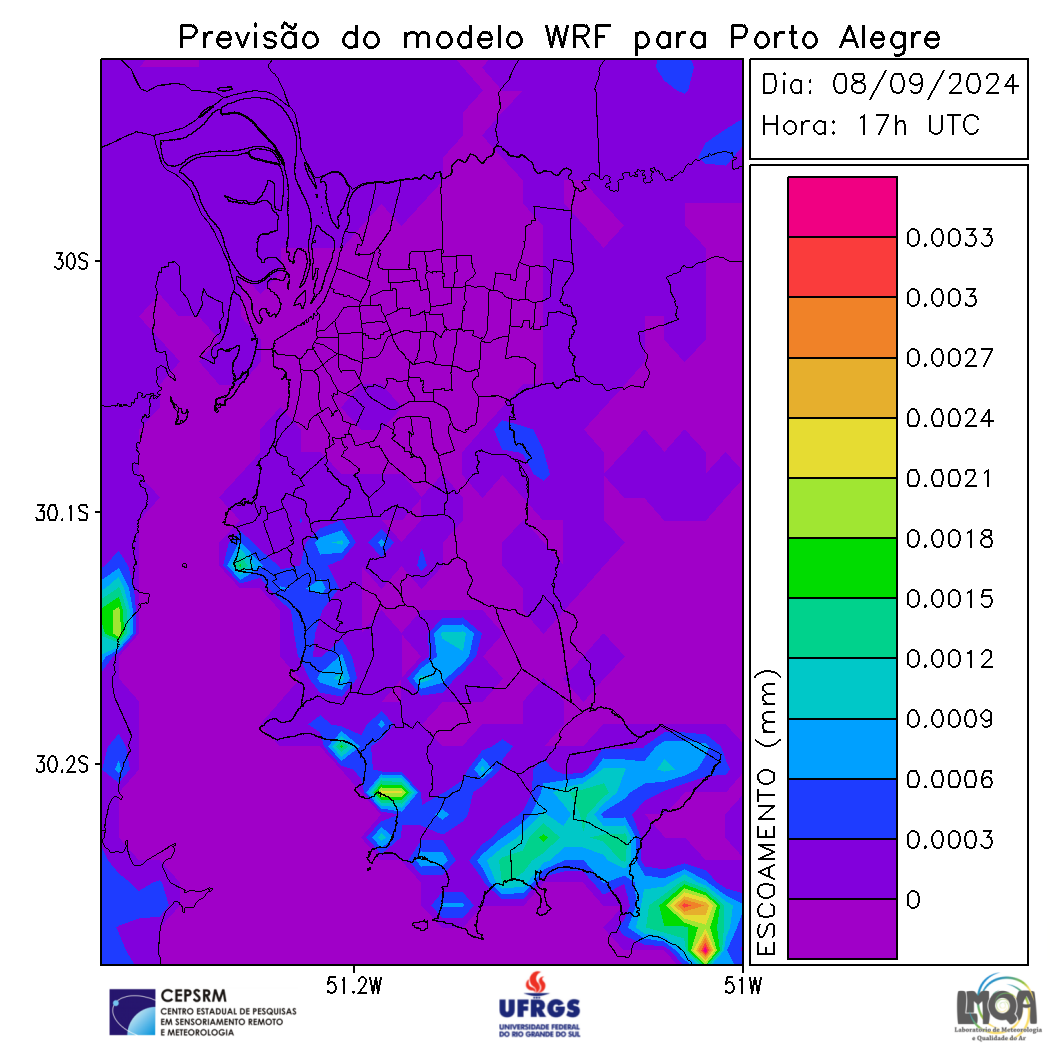 Previsão do modelo WRF para Porto Alegre
Dia: 08/09/2024
Hora: 17h UTC
0.0033
0.003
0.0027
0.0024
0.0021
0.0018
0.0015
0.0012
0.0009
0.0006
0.0003
0
ESCOAMENTO (mm)
30S
30.1S
30.2S
51.2W
51W
CEPSRM
CENTRO ESTADUAL DE PESQUISAS
EM SENSORIAMENTO REMOTO
E METEOROLOGIA
UFRGS
UNIVERSIDADE FEDERAL
DO RIO GRANDE DO SUL
LMQA
Laboratório de Meteorologia
e Qualidade do Ar